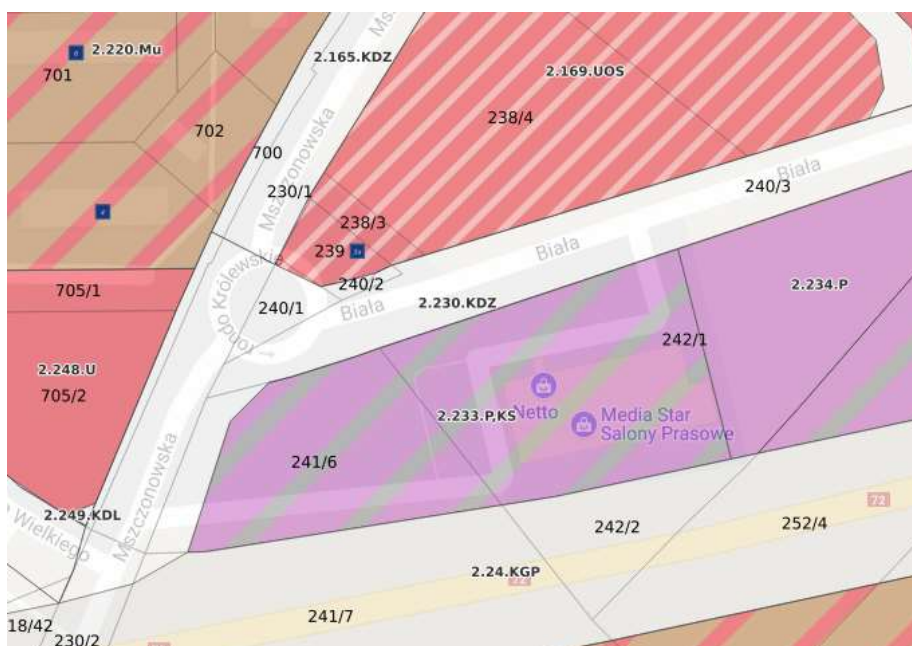 Ms
2.220.Mu
2.165.KDZ
701
2.169.UOS
238/4
702
700
Mszczonowska
230/1
Biała
240/3
238/3
239
Biała
rondo Królewskie
240/2
705/1
240/1
Biała
2.230.KDZ
2.234.P
242/1
2.248.U
705/2
Netto
2.233.P,KS
Media Star
Salony Prasowe
241/6
Mszczonowska
72
2.249.KDL
Wielkiego
242/2
252/4
2.24.KGP
72
241/7
18/42
230/2